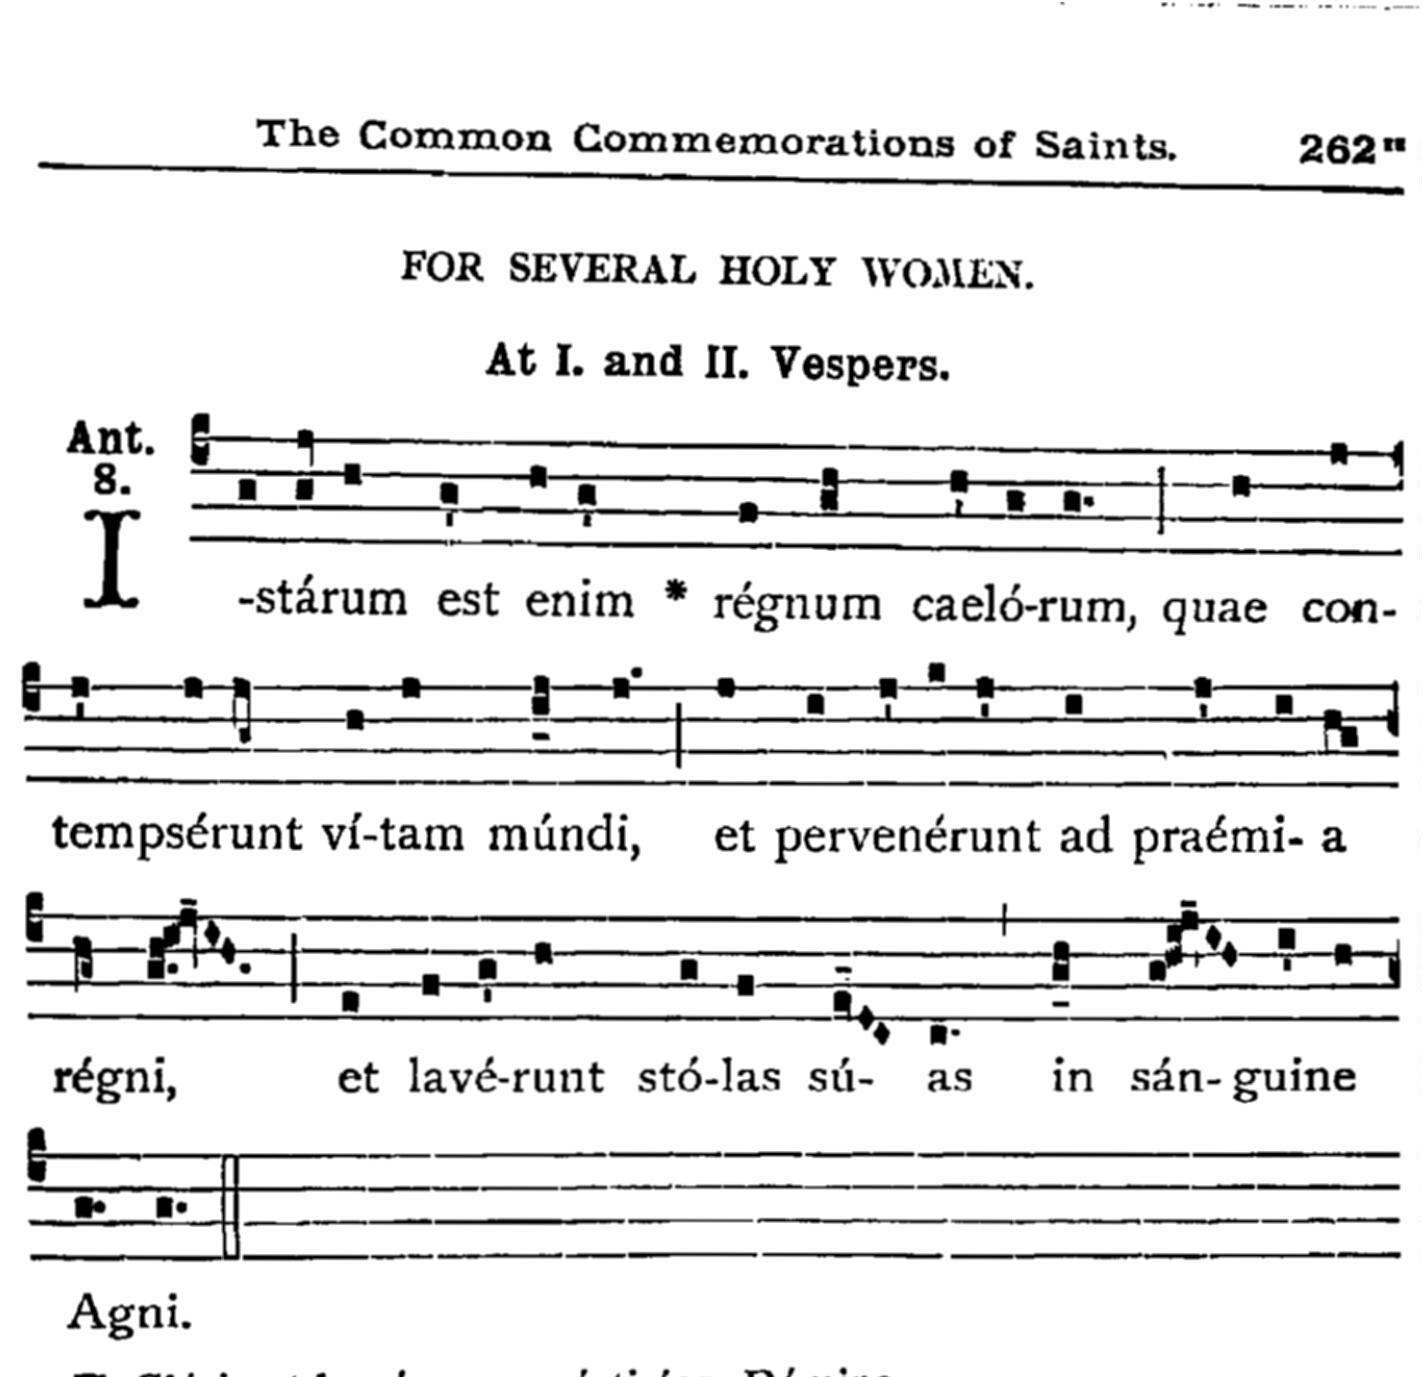 The Common Commemorations of Saints. 262"
FOR SEVERAL HOLY WOMEN.
At I. and II. Vespers.
Ant.
8.
I-stárum est enim * régnum caeló-rum, quae con-
tempsérunt ví-tam múndi, et pervenérunt ad praémi- a
régni, et lavé-runt stó-las sú- as in sán- guine
Agni.